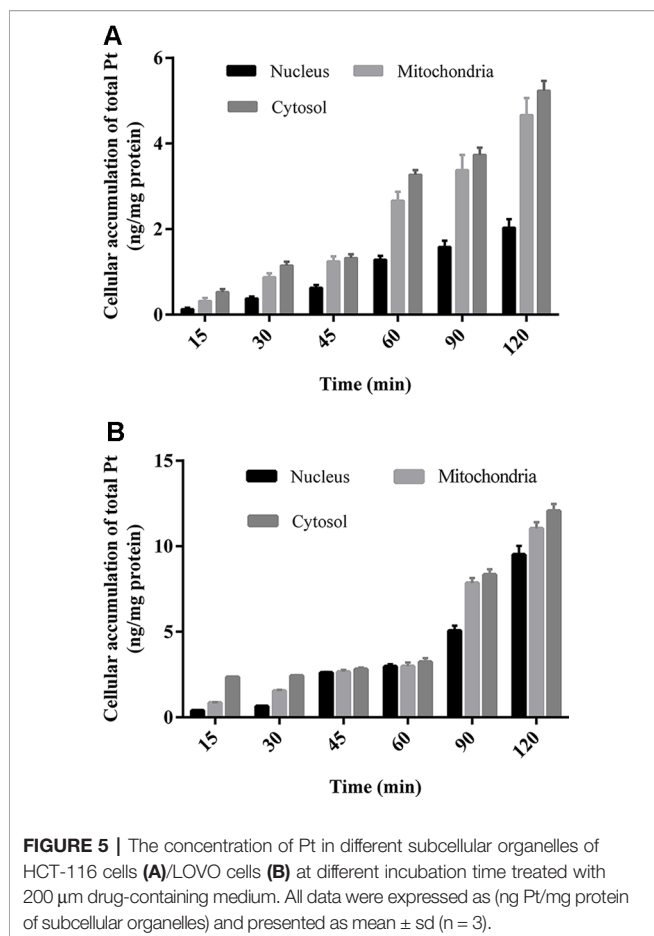 A
Cellular accumulation of total Pt
(ng/mg protein)
6
4
2
0
Nucleus
Mitochondria
Cytosol
15
30
45
60
90
120
Time (min)
B
Cellular accumulation of total Pt
(ng/mg protein)
15
10
5
0
Nucleus
Mitochondria
Cytosol
15
30
45
60
90
120
Time (min)
FIGURE 5 | The concentration of Pt in different subcellular organelles of
HCT-116 cells (A)/LOVO cells (B) at different incubation time treated with
200 μm drug-containing medium. All data were expressed as (ng Pt/mg protein
of subcellular organelles) and presented as mean ± sd (n = 3).